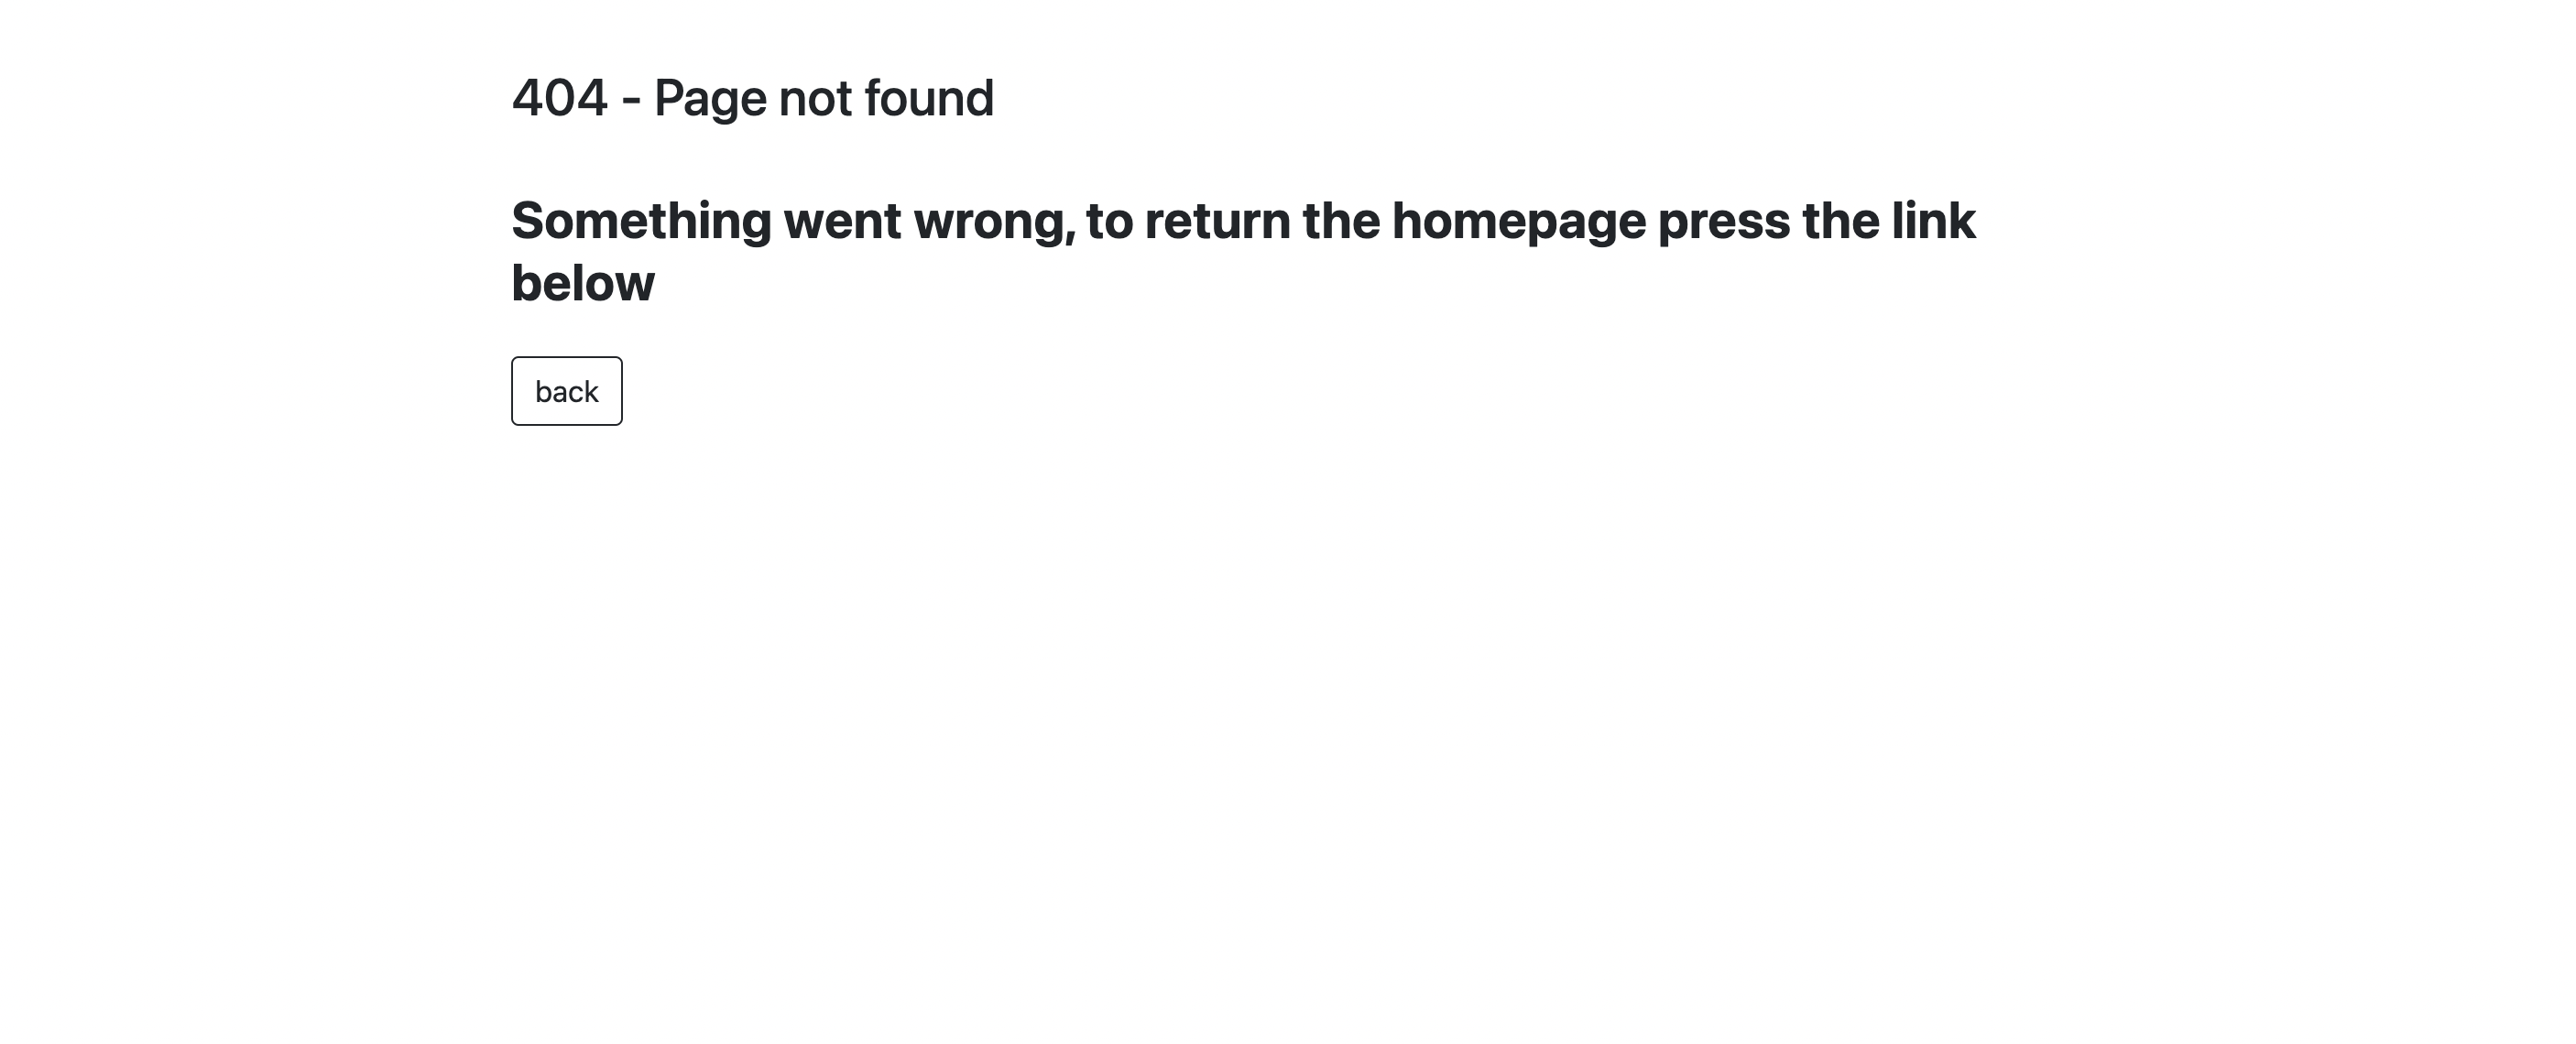 404 - Page not found
Something went wrong, to return the homepage press the link
below
back